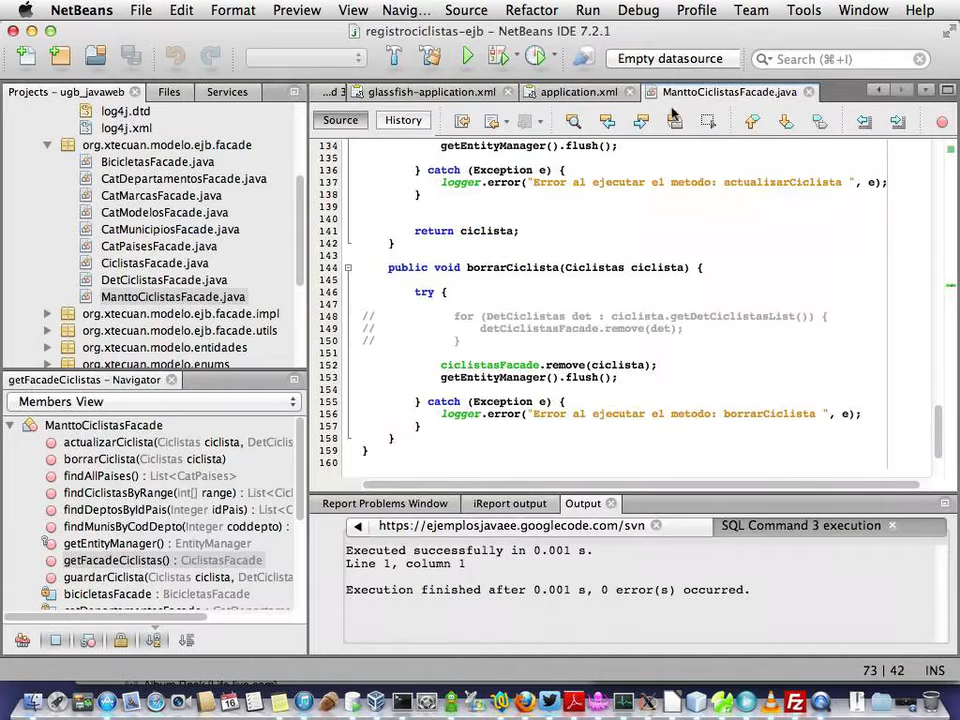 NetBeans File Edit Format Preview View Navig... Source Refactor Run Debug Profile Team Tools Window Help
registrociclistas-ejb – NetBeans IDE 7.2.1
Empty datasource
Search (⌘+I)
Projects - ugb_javaweb Files Services
...d 3 glassfish-application.xml application.xml ManttoCiclistasFacade.java
Source History
log4j.dtd
log4j.xml
org.xtecuan.modelo.ejb.facade
BicicletasFacade.java
CatDepartamentosFacade.java
CatMarcasFacade.java
CatModelosFacade.java
CatMunicipiosFacade.java
CatPaisesFacade.java
CiclistasFacade.java
DetCiclistasFacade.java
ManttoCiclistasFacade.java
org.xtecuan.modelo.ejb.facade.impl
org.xtecuan.modelo.ejb.facade.utils
org.xtecuan.modelo.entidades
org.xtecuan.modelo.enums
134 getEntityManager().flush();
135
136 } catch (Exception e) {
137 logger.error("Error al ejecutar el metodo: actualizarCiclista ", e);
138 }
139
140
141 return ciclista;
142 }
143
144 public void borrarCiclista(Ciclistas ciclista) {
145
146 try {
147
148 // for (DetCiclistas det : ciclista.getDetCiclistasList()) {
149 // detCiclistasFacade.remove(det);
150 // }
151
152 ciclistasFacade.remove(ciclista);
153 getEntityManager().flush();
154
155 } catch (Exception e) {
156 logger.error("Error al ejecutar el metodo: borrarCiclista ", e);
157 }
158 }
159 }
160
getFacadeCiclistas - Navigator
Members View
ManttoCiclistasFacade
actualizarCiclista(Ciclistas ciclista, DetCiclis
borrarCiclista(Ciclistas ciclista)
findAllPaises() : List<CatPaises>
findCiclistasByRange(int[] range) : List<Cicl
findDeptosByIdPais(Integer idPais) : List<C
findMunisByCodDepto(Integer coddepto) :
getEntityManager() : EntityManager
getFacadeCiclistas() : CiclistasFacade
guardarCiclista(Ciclistas ciclista, DetCiclista
bicicletasFacade : BicicletasFacade
Report Problems Window iReport output Output
https://ejemplosjavaee.googlecode.com/svn SQL Command 3 execution
Executed successfully in 0.001 s.
Line 1, column 1
Execution finished after 0.001 s, 0 error(s) occurred.
73 | 42 INS